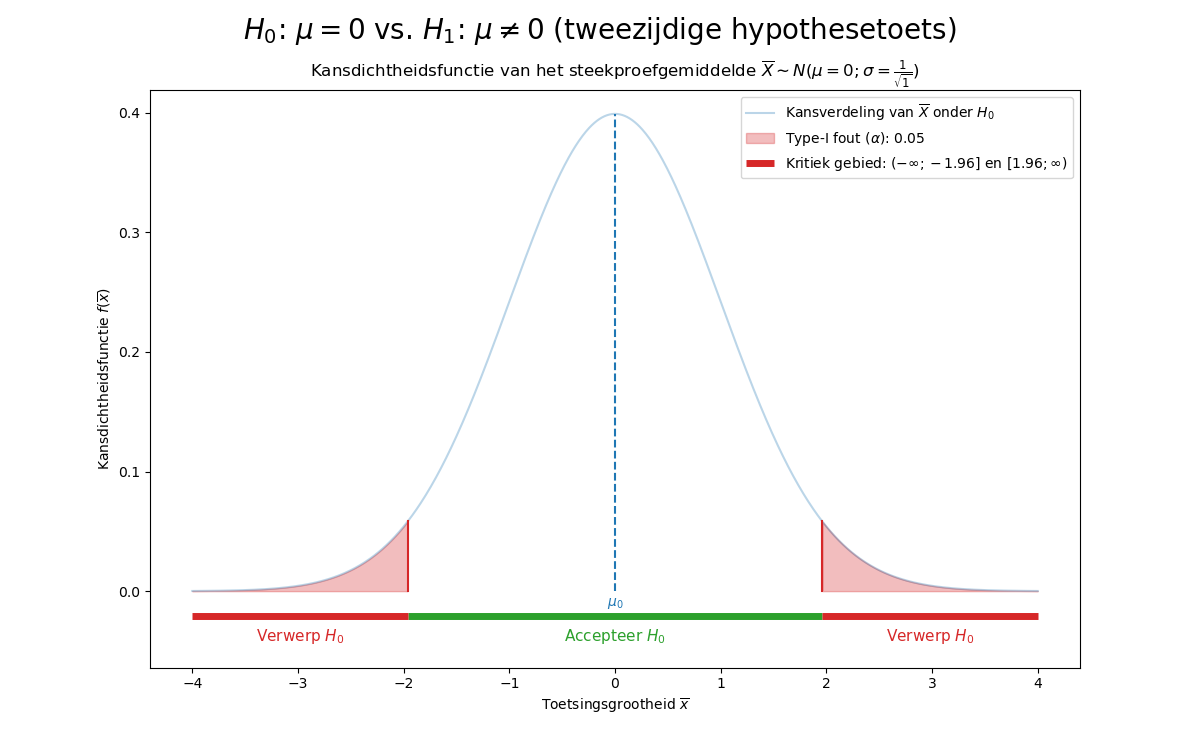 H₀: μ = 0 vs. H₁: μ ≠ 0 (tweezijdige hypothesetoets)
Kansdichtheidsfunctie van het steekproefgemiddelde X̅ ~ N(μ = 0; σ = 1/√1)
Kansverdeling van X̅ onder H₀
Type-I fout (α): 0.05
Kritiek gebied: (−∞; −1.96] en [1.96; ∞)
Kansdichtheidsfunctie f(x̅)
0.4
0.3
0.2
0.1
0.0
μ₀
Verwerp H₀
Accepteer H₀
Verwerp H₀
−4 −3 −2 −1 0 1 2 3 4
Toetsingsgrootheid x̅